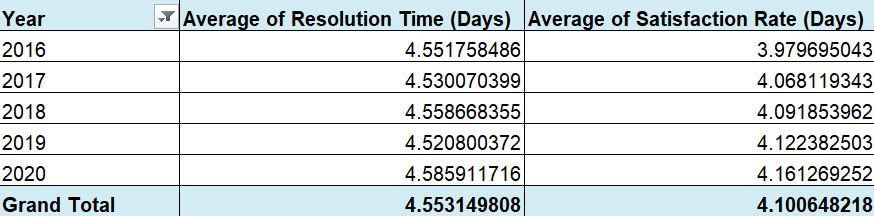 Year Average of Resolution Time (Days) Average of Satisfaction Rate (Days)
2016 4.551758486 3.979695043
2017 4.530070399 4.068119343
2018 4.558668355 4.091853962
2019 4.520800372 4.122382503
2020 4.585911716 4.161269252
Grand Total 4.553149808 4.100648218